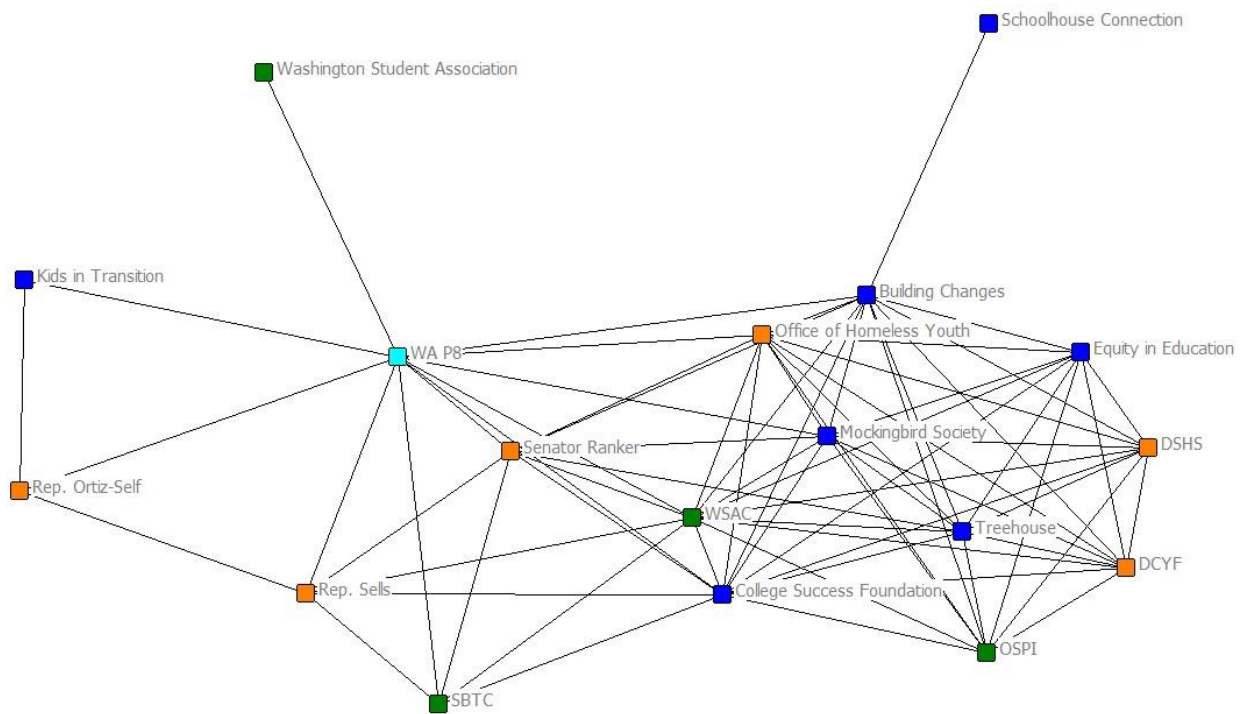 Schoolhouse Connection
Washington Student Association
Kids in Transition
Building Changes
Office of Homeless Youth
WA P8
Equity in Education
Mockingbird Society
Senator Ranker
DSHS
Rep. Ortiz-Self
WSAC
Treehouse
DCYF
Rep. Sells
College Success Foundation
OSPI
SBTC